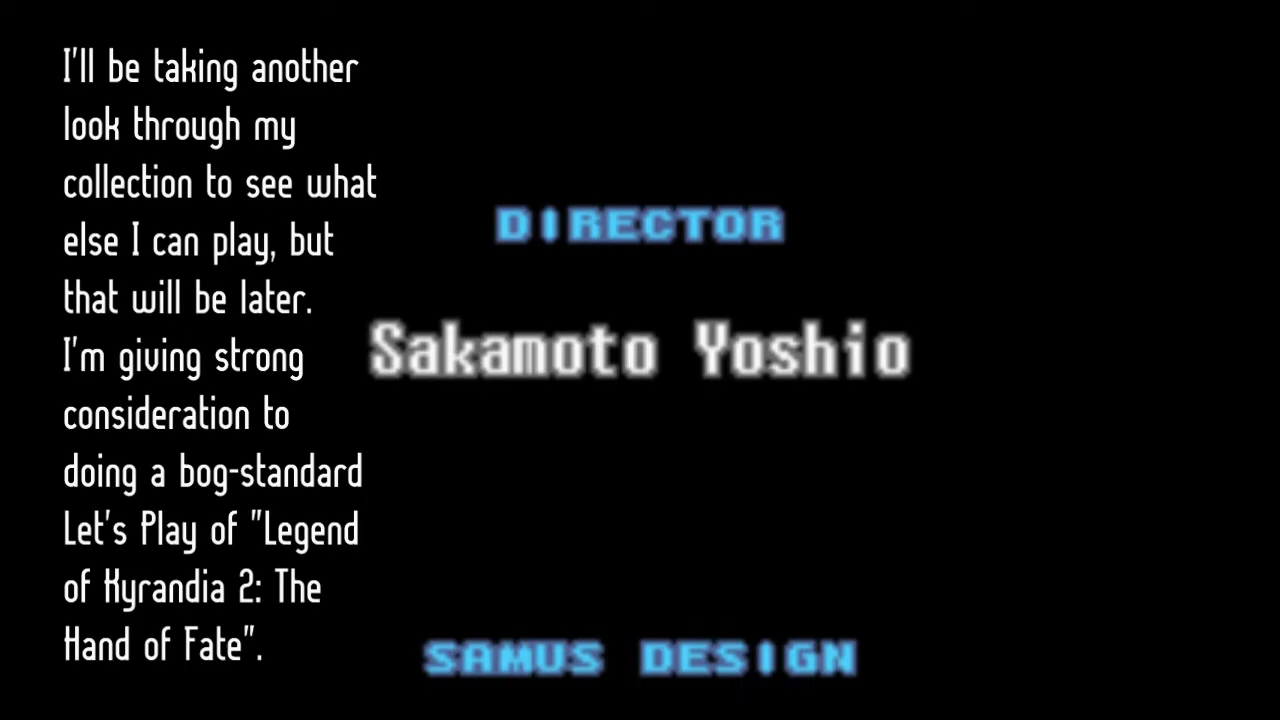 I'll be taking another
look through my
collection to see what
else I can play, but
that will be later.
I'm giving strong
consideration to
doing a bog-standard
Let's Play of "Legend
of Kyrandia 2: The
Hand of Fate".
DIRECTOR
Sakamoto Yoshio
SAMUS DESIGN